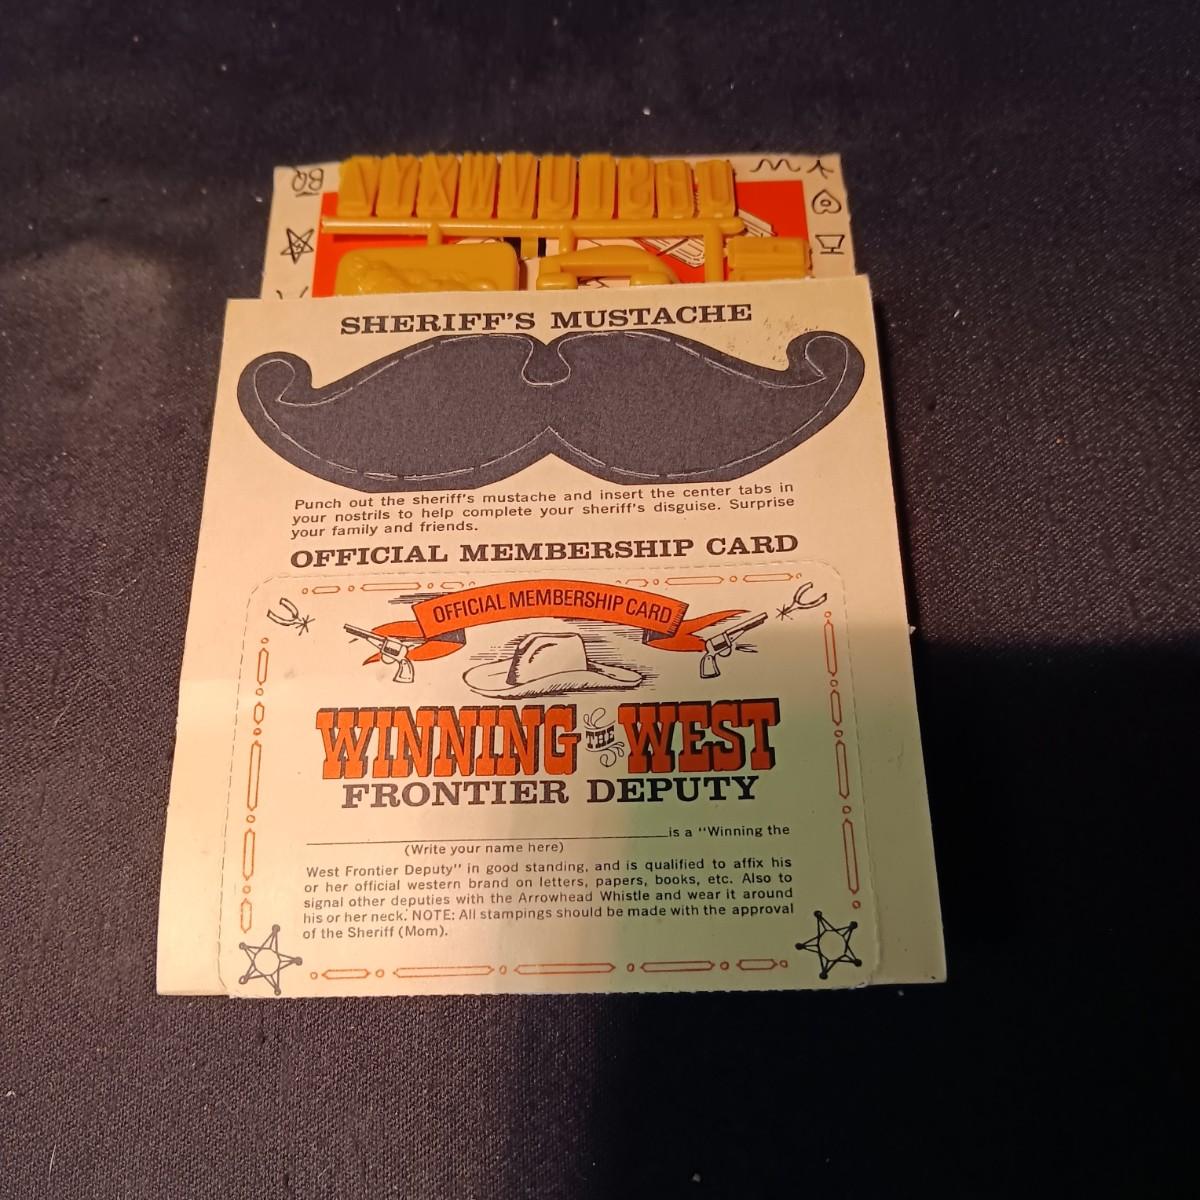 SHERIFF'S MUSTACHE
Punch out the sheriff's mustache and insert the center tabs in
your nostrils to help complete your sheriff's disguise. Surprise
your family and friends.
OFFICIAL MEMBERSHIP CARD
OFFICIAL MEMBERSHIP CARD
WINNING THE WEST
FRONTIER DEPUTY
is a "Winning the
(Write your name here)
West Frontier Deputy" in good standing, and is qualified to affix his
or her official western brand on letters, papers, books, etc. Also to
signal other deputies with the Arrowhead Whistle and wear it around
his or her neck. NOTE: All stampings should be made with the approval
of the Sheriff (Mom).